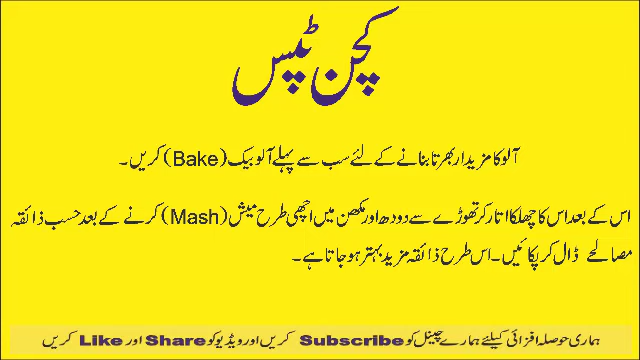 کچن ٹپس
آلو کا مزیدار بھرتا بنانے کے لئے سب سے پہلے آلو بیک (Bake) کریں۔
اس کے بعد اس کا چھلکا اتار کر تھوڑے سے دودھ اور مکھن میں اچھی طرح میش (Mash) کرنے کے بعد حسب ذائقہ
مصالحے ڈال کر پکائیں۔ اس طرح ذائقہ مزید بہتر ہو جاتا ہے۔
ہماری حوصلہ افزائی کیلئے ہمارے چینل کو Subscribe کریں اور ویڈیو کو Share اور Like کریں